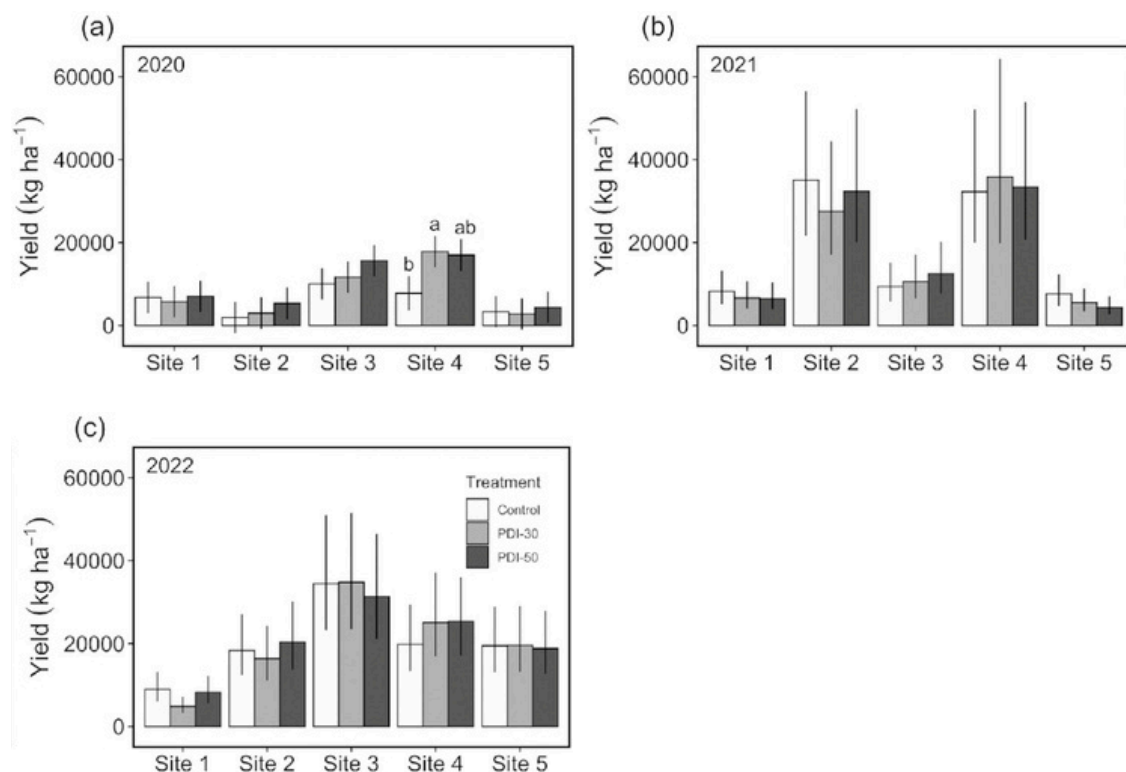 (a)
2020
60000
40000
20000
0
Yield (kg ha⁻¹)
b
a
ab
Site 1 Site 2 Site 3 Site 4 Site 5
(b)
2021
60000
40000
20000
0
Yield (kg ha⁻¹)
Site 1 Site 2 Site 3 Site 4 Site 5
(c)
2022
60000
40000
20000
0
Yield (kg ha⁻¹)
Treatment
Control
PDI-30
PDI-50
Site 1 Site 2 Site 3 Site 4 Site 5